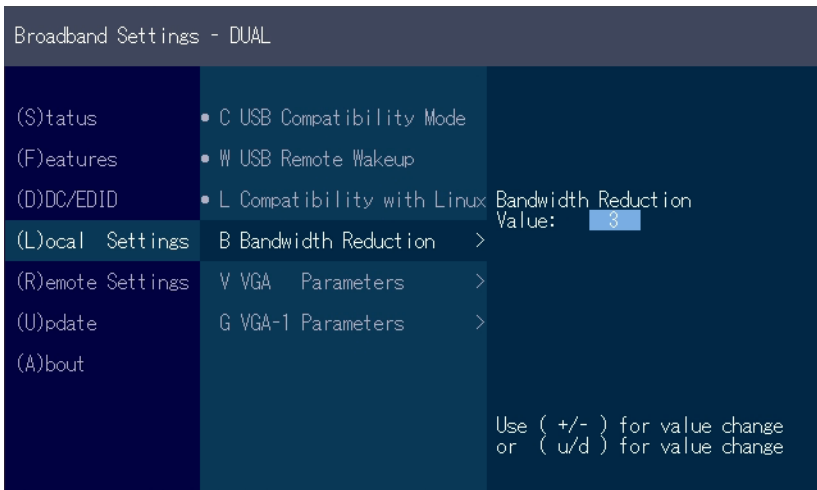 Broadband Settings - DUAL
(S)tatus
(F)eatures
(D)DC/EDID
(L)ocal Settings
(R)emote Settings
(U)pdate
(A)bout
• C USB Compatibility Mode
• W USB Remote Wakeup
• L Compatibility with Linux
B Bandwidth Reduction >
V VGA Parameters >
G VGA-1 Parameters >
Bandwidth Reduction
Value: 3
Use ( +/- ) for value change
or ( u/d ) for value change